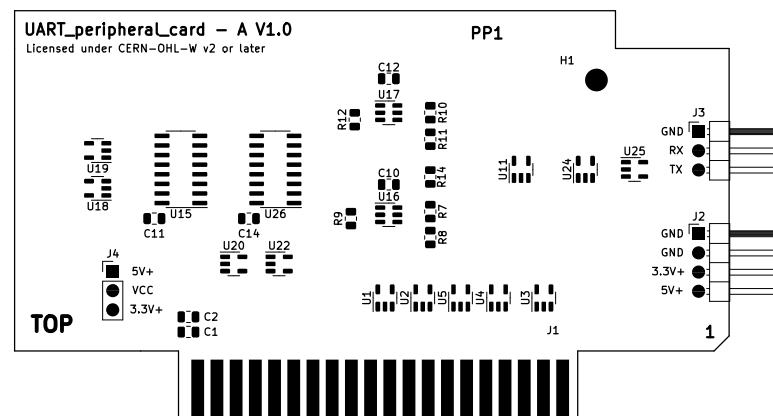 UART_peripheral_card - A V1.0
Licensed under CERN-OHL-W v2 or later
PP1
H1
C12
U17
R12
R10
R11
J3
GND
RX
TX
U19
U18
U15
U26
C11
C14
C10
U16
R14
R9
R7
R8
U11
U24
U25
J2
GND
GND
3.3V+
5V+
U20
U22
J4
5V+
VCC
3.3V+
U1
U2
U5
U4
U3
C2
C1
TOP
J1
1